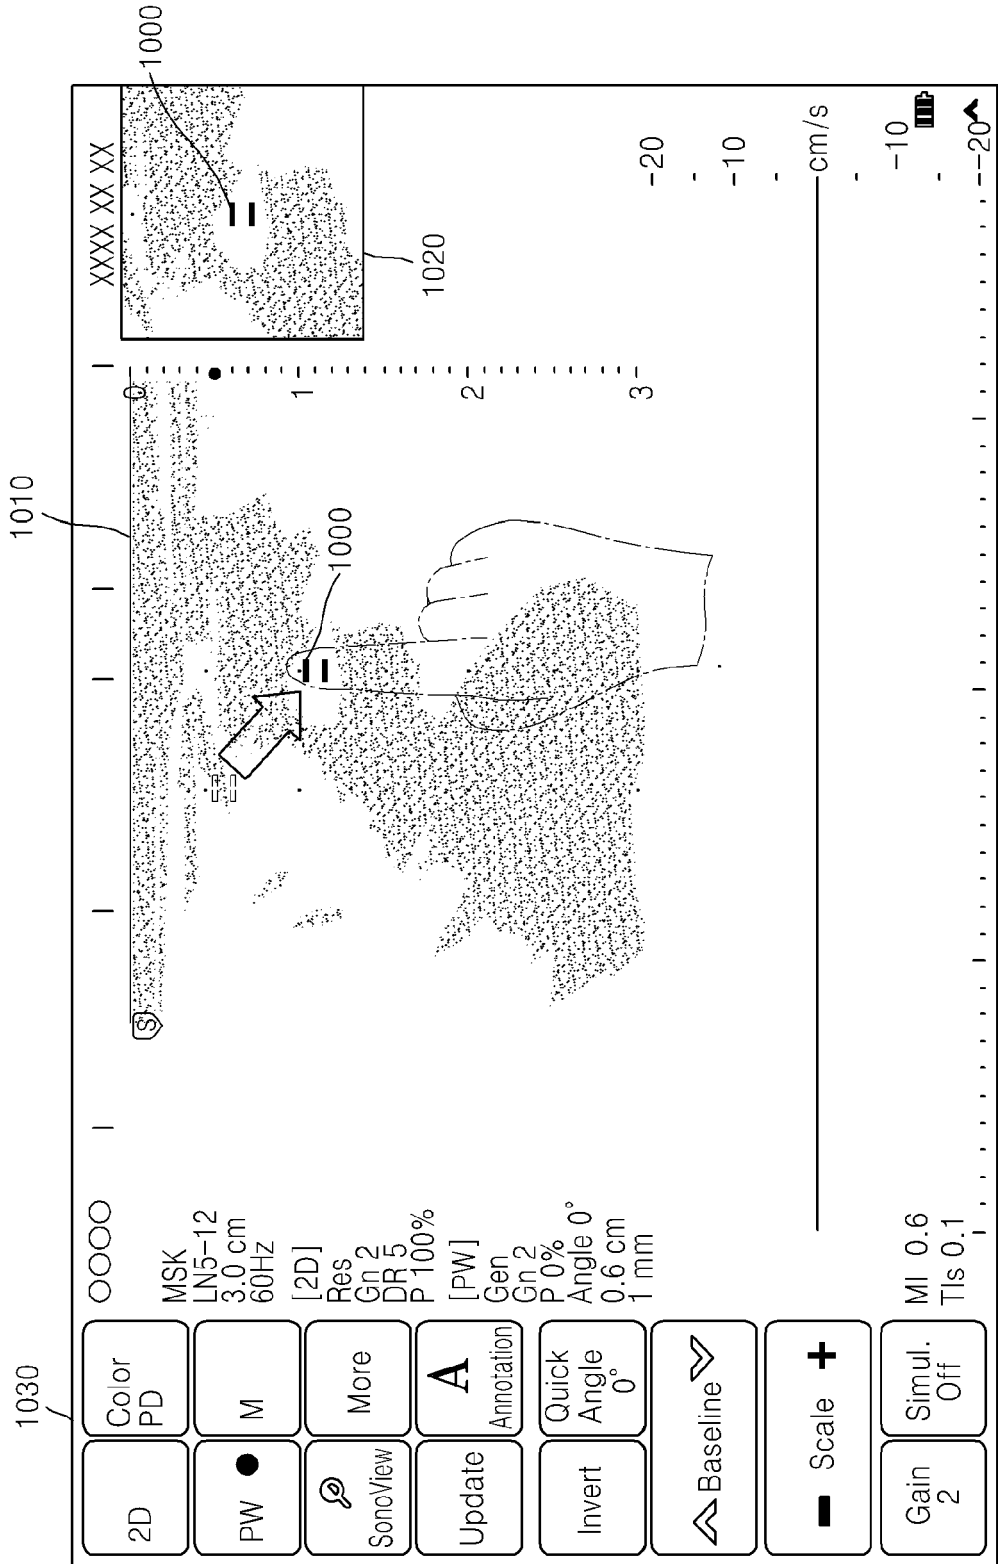 1030
1010
1000
1000
1020
2D
Color
PD
PW
M
SonoView
More
Update
A
Annotation
Invert
Quick
Angle
0°
Baseline
Scale
Gain
2
Simul.
Off
MSK
LN5-12
3.0 cm
60Hz
[2D]
Res
Gn 2
DR 5
P 100%
[PW]
Gen
Gn 2
P 0%
Angle 0°
0.6 cm
1 mm
MI 0.6
TIs 0.1
S
0
1
2
3
XXXX XX XX
-20
-10
cm/s
-10
-20